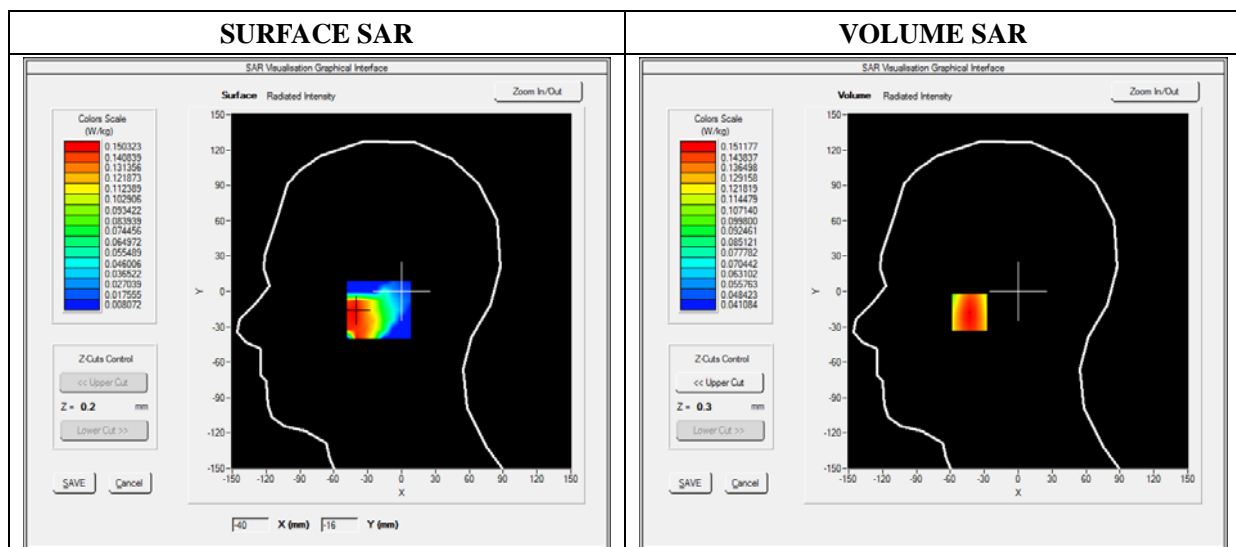 SURFACE SAR
SAR Visualisation Graphical Interface
Surface Radiated Intensity
Zoom In/Out
Colors Scale
(W/kg)
0.150323
0.140839
0.131356
0.121873
0.112389
0.102906
0.093422
0.083939
0.074456
0.064972
0.055489
0.046006
0.036522
0.027039
0.017555
0.008072
Z-Cuts Control
<< Upper Cut
Z = 0.2 mm
Lower Cut >>
SAVE Cancel
150
90
60
30
0
-30
-60
-90
-120
-150
Y
-150 -120 -90 -60 -30 0 30 60 90 120 150
X
-40 X (mm) -16 Y (mm)
VOLUME SAR
SAR Visualisation Graphical Interface
Volume Radiated Intensity
Zoom In/Out
Colors Scale
(W/kg)
0.151177
0.143837
0.136498
0.129158
0.121819
0.114479
0.107140
0.099800
0.092461
0.085121
0.077782
0.070442
0.063102
0.055763
0.048423
0.041084
Z-Cuts Control
<< Upper Cut
Z = 0.3 mm
Lower Cut >>
SAVE Cancel
150
90
60
30
0
-30
-60
-90
-120
-150
Y
-150 -120 -90 -60 -30 0 30 60 90 120 150
X